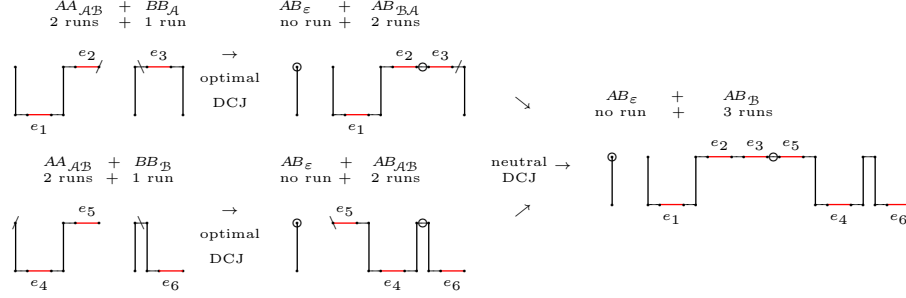 AA_{𝒜ℬ} + BB_𝒜 AB_ε + AB_{ℬ𝒜}
2 runs + 1 run → no run + 2 runs
e₂ e₃ optimal e₂ e₃
DCJ
e₁ e₁
↘ AB_ε + AB_ℬ
no run + 3 runs
AA_{𝒜ℬ} + BB_ℬ AB_ε + AB_{𝒜ℬ} neutral → e₂ e₃ e₅
2 runs + 1 run → no run + 2 runs DCJ
e₅ optimal e₅ ↗ e₁ e₄ e₆
DCJ
e₄ e₆ e₄ e₆